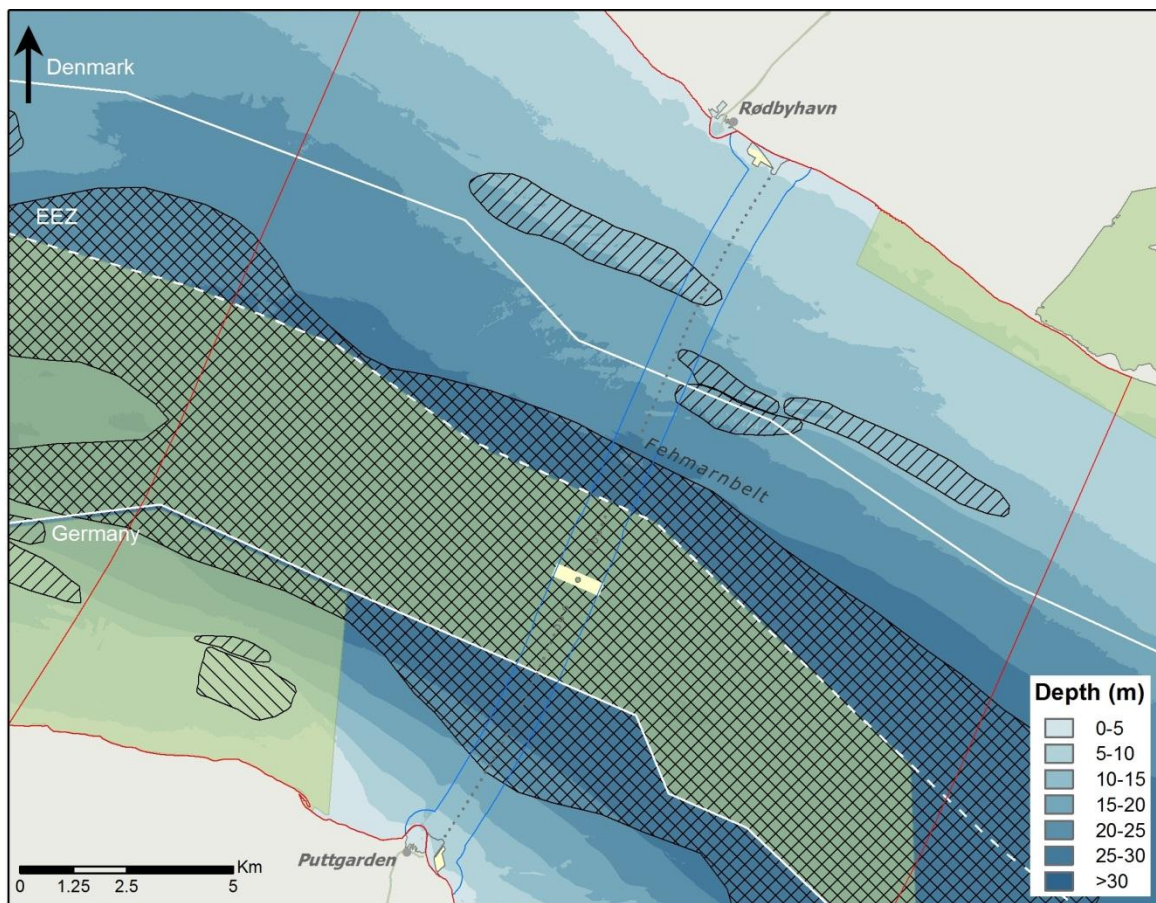 Denmark
Rødbyhavn
EEZ
Fehmarnbelt
Germany
Puttgarden
Km
0 1.25 2.5 5
Depth (m)
0-5
5-10
10-15
15-20
20-25
25-30
>30